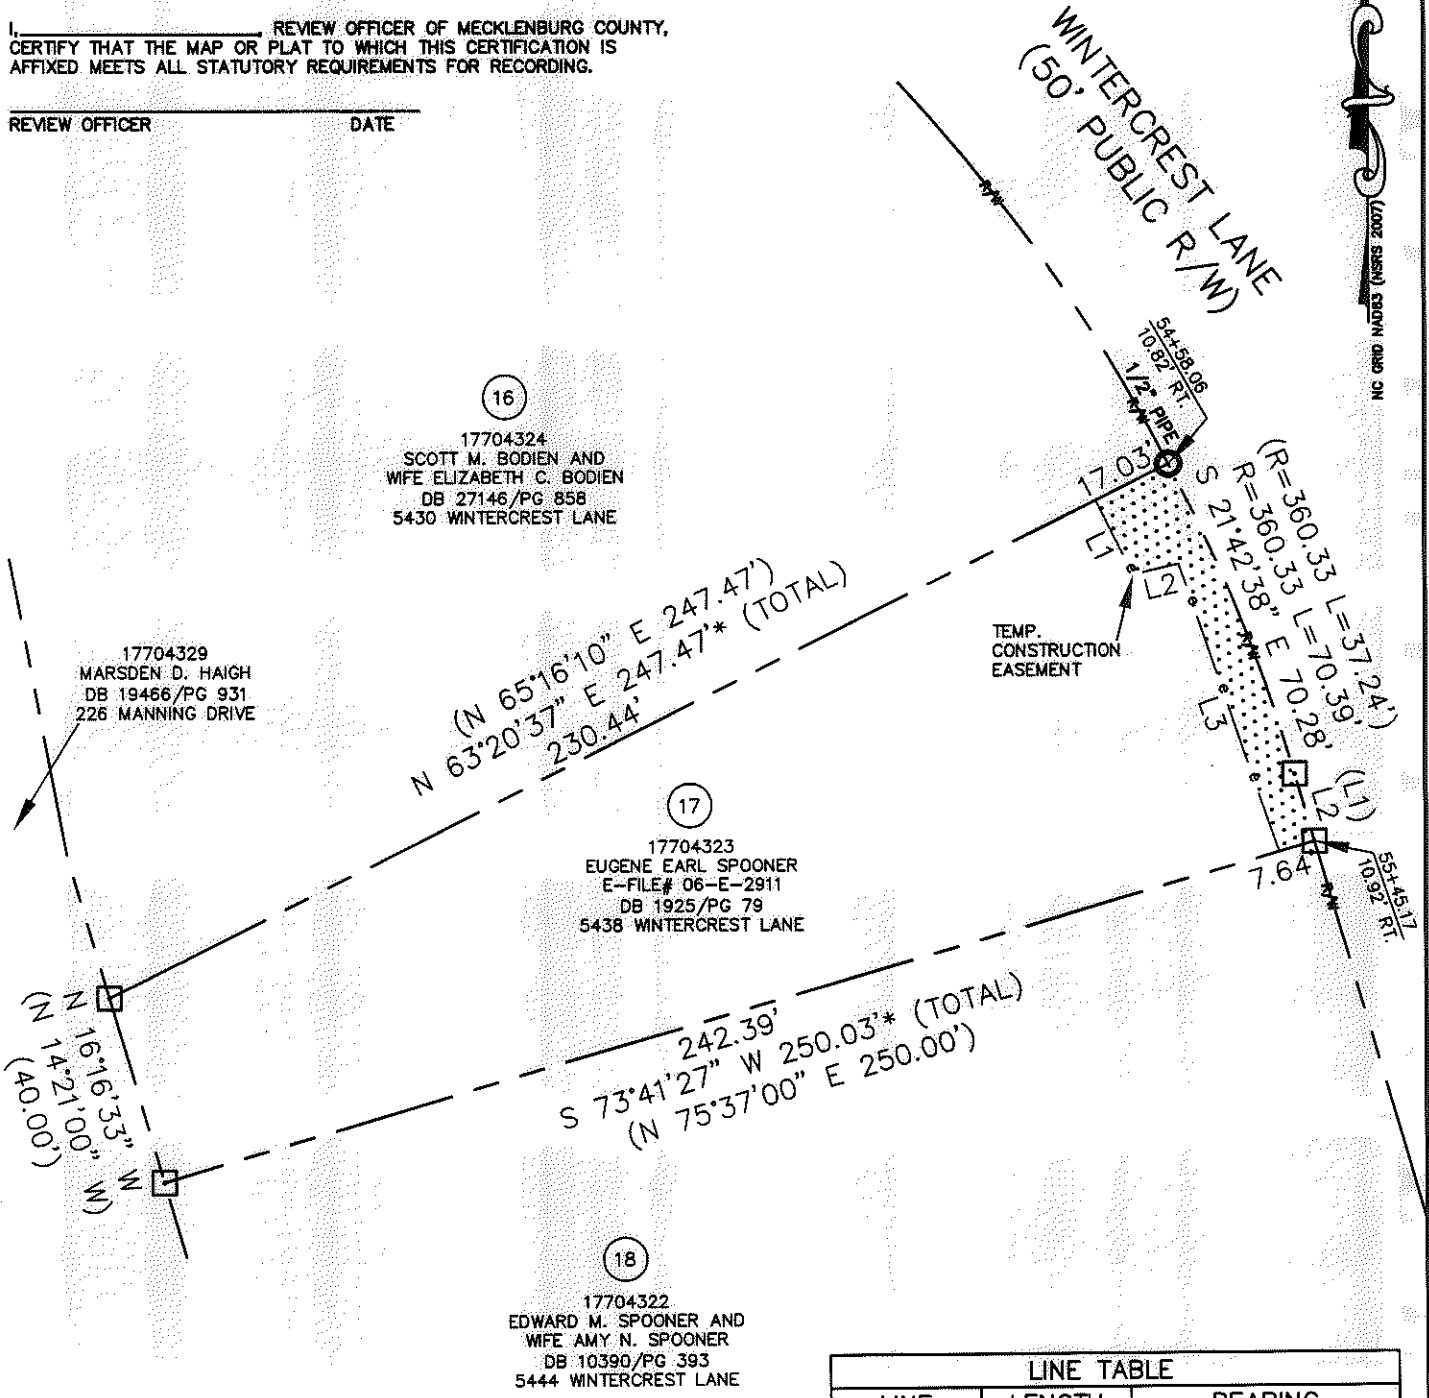 I,____________________, REVIEW OFFICER OF MECKLENBURG COUNTY,
CERTIFY THAT THE MAP OR PLAT TO WHICH THIS CERTIFICATION IS
AFFIXED MEETS ALL STATUTORY REQUIREMENTS FOR RECORDING.
REVIEW OFFICER DATE
WINTERCREST LANE
(50' PUBLIC R/W)
NC GRID NAD83 (NSRS 2007)
R/W
54+58.06
10.82' RT.
1/2" PIPE
R/W
16
17704324
SCOTT M. BODIEN AND
WIFE ELIZABETH C. BODIEN
DB 27146/PG 858
5430 WINTERCREST LANE
17.03'
L1
e
L2
e
(R=360.33 L=37.24')
R=360.33 L=70.39'
S 21°42'38" E 70.28'
R/W
TEMP.
CONSTRUCTION
EASEMENT
e
L3
e
(L1)
L2
17704329
MARSDEN D. HAIGH
DB 19466/PG 931
226 MANNING DRIVE
(N 65°16'10" E 247.47')
N 63°20'37" E 247.47'* (TOTAL)
230.44'
17
17704323
EUGENE EARL SPOONER
E-FILE# 06-E-2911
DB 1925/PG 79
5438 WINTERCREST LANE
7.64'
55+45.17
10.92' RT.
R/W
N 16°16'33" W
(N 14°21'00" W)
(40.00')
242.39'
S 73°41'27" W 250.03'* (TOTAL)
(N 75°37'00" E 250.00')
18
17704322
EDWARD M. SPOONER AND
WIFE AMY N. SPOONER
DB 10390/PG 393
5444 WINTERCREST LANE
LINE TABLE
LINE LENGTH BEARING